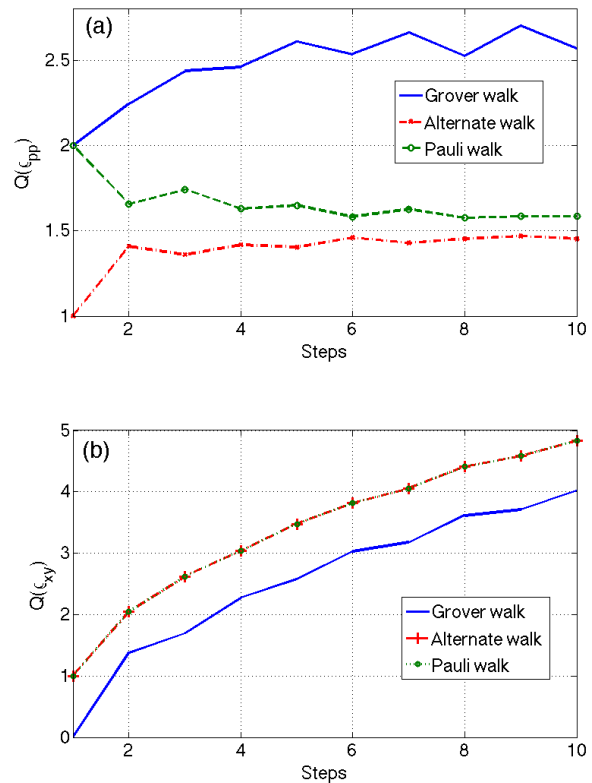 (a)
2.5
2
1.5
1
Q(ς_pp)
Grover walk
Alternate walk
Pauli walk
2 4 6 8 10
Steps
(b)
5
4
3
2
1
0
Q(ς_xy)
Grover walk
Alternate walk
Pauli walk
2 4 6 8 10
Steps